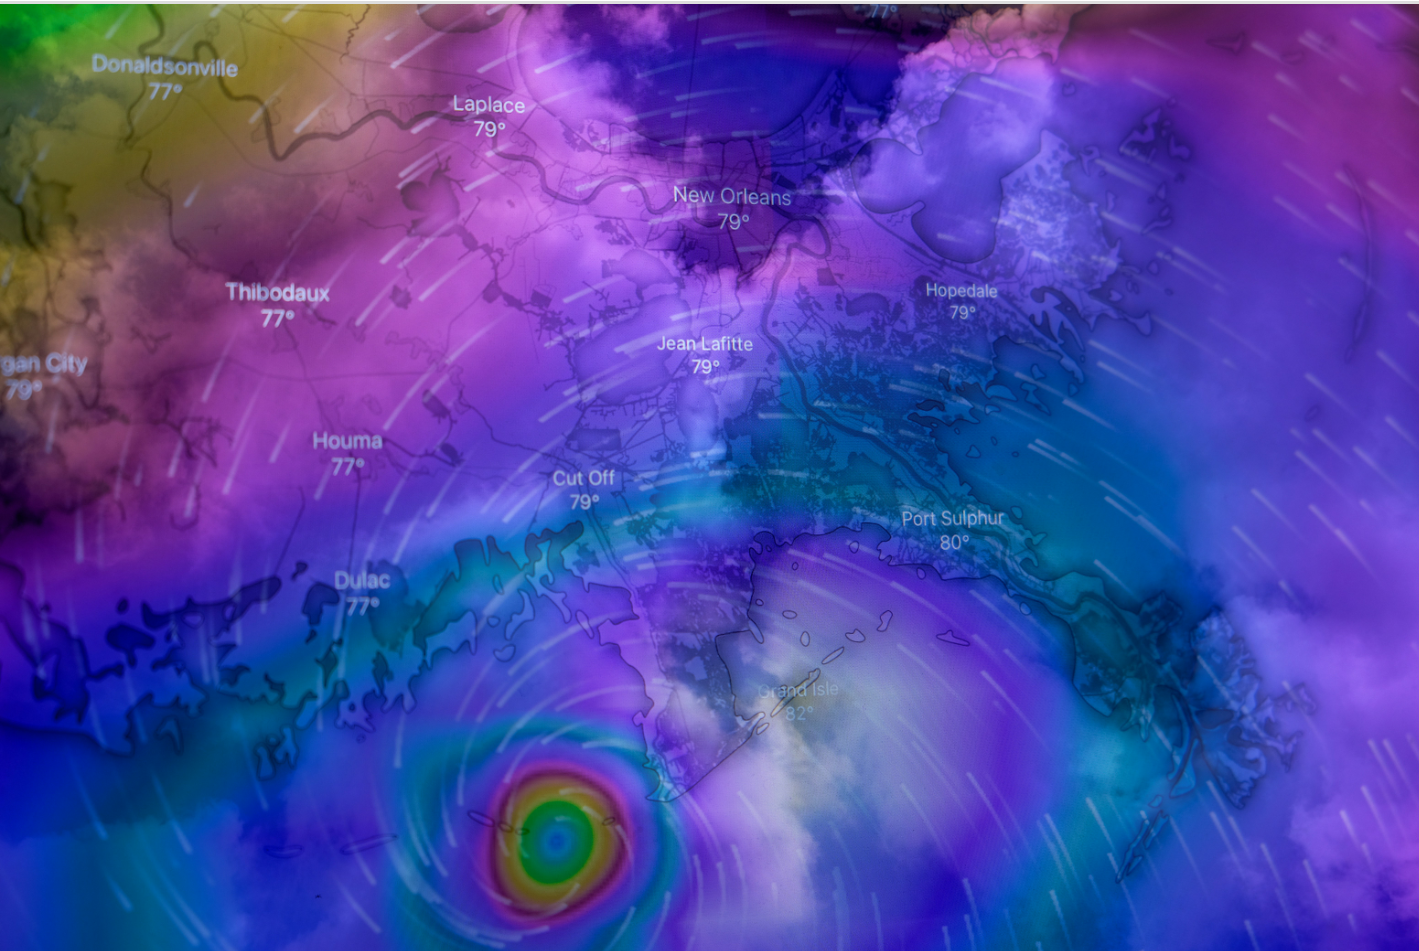 77°
Donaldsonville
77°
Laplace
79°
New Orleans
79°
Thibodaux
77°
Hopedale
79°
Jean Lafitte
79°
gan City
79°
Houma
77°
Cut Off
79°
Port Sulphur
80°
Dulac
77°
Grand Isle
82°